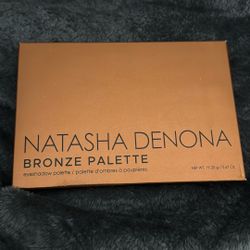 NATASHA DENONA
BRONZE PALETTE
eyeshadow palette / palette d'ombres à paupières